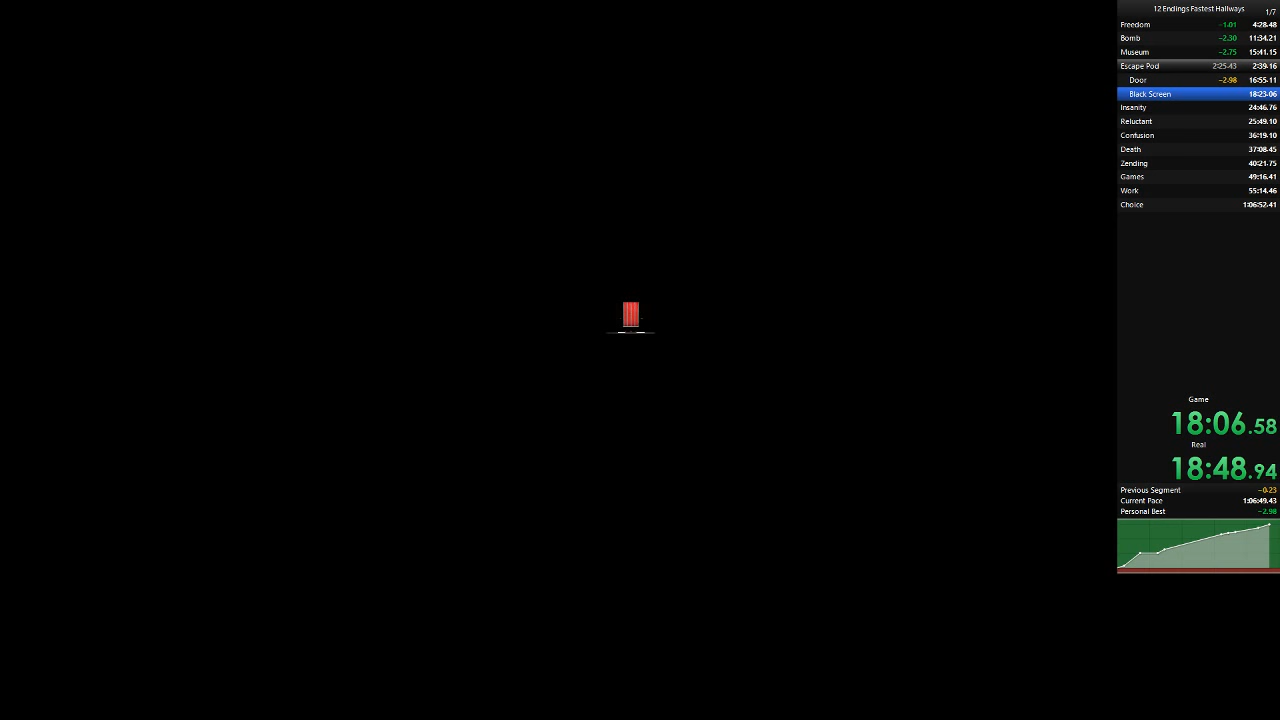 12 Endings Fastest Hallways
1/7
Freedom -1.01 4:28.48
Bomb -2.30 11:34.21
Museum -2.75 15:41.15
Escape Pod 2:25.43 2:39.16
Door -2.98 16:55.11
Black Screen 18:23.06
Insanity 24:46.76
Reluctant 25:49.10
Confusion 36:19.10
Death 37:08.45
Zending 40:21.75
Games 49:16.41
Work 55:14.46
Choice 1:06:52.41
Game
18:06.58
Real
18:48.94
Previous Segment -0.23
Current Pace 1:06:49.43
Personal Best -2.98